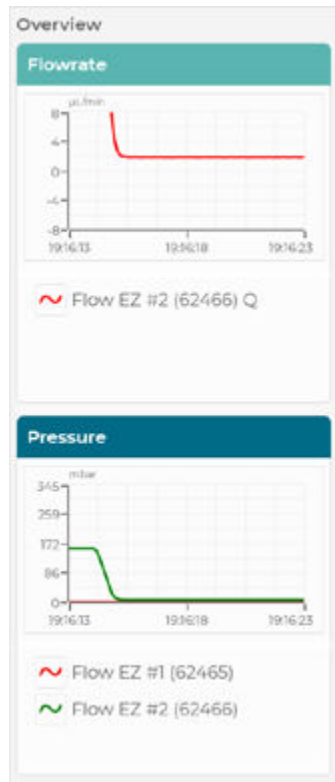 Overview
Flowrate
µL/min
8
4
0
-4
-8
19:16:13 19:16:18 19:16:23
Flow EZ #2 (62466) Q
Pressure
mbar
345
259
172
86
0
19:16:13 19:16:18 19:16:23
Flow EZ #1 (62465)
Flow EZ #2 (62466)